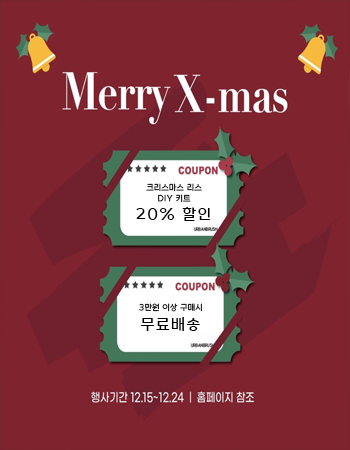 Merry X-mas
★★★★★ COUPON
크리스마스 리스
DIY 키트
20% 할인
URBANBRUSH
★★★★★ COUPON
3만원 이상 구매시
무료배송
URBANBRUSH
행사기간 12.15~12.24 | 홈페이지 참조